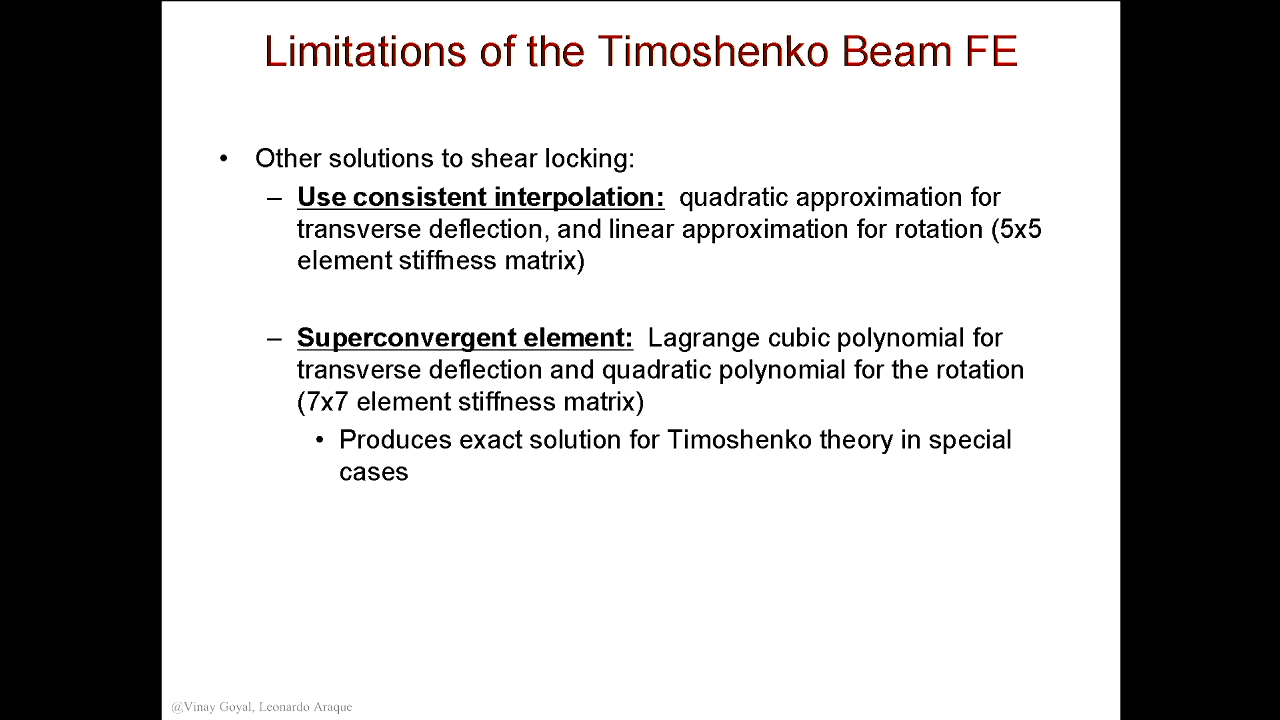 Limitations of the Timoshenko Beam FE
• Other solutions to shear locking:
– Use consistent interpolation: quadratic approximation for
transverse deflection, and linear approximation for rotation (5x5
element stiffness matrix)
– Superconvergent element: Lagrange cubic polynomial for
transverse deflection and quadratic polynomial for the rotation
(7x7 element stiffness matrix)
• Produces exact solution for Timoshenko theory in special
cases
@Vinay Goyal, Leonardo Araque